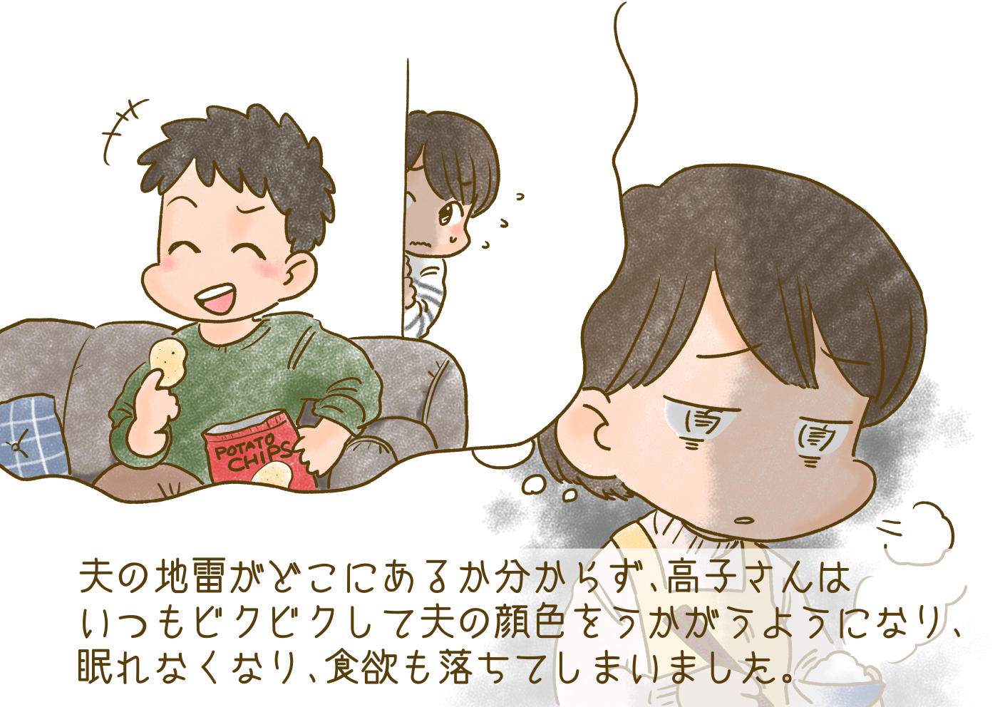 POTATO
CHIPS
夫の地雷がどこにあるか分からず、高子さんは
いつもビクビクして夫の顔色をうかがうようになり、
眠れなくなり、食欲も落ちてしまいました。